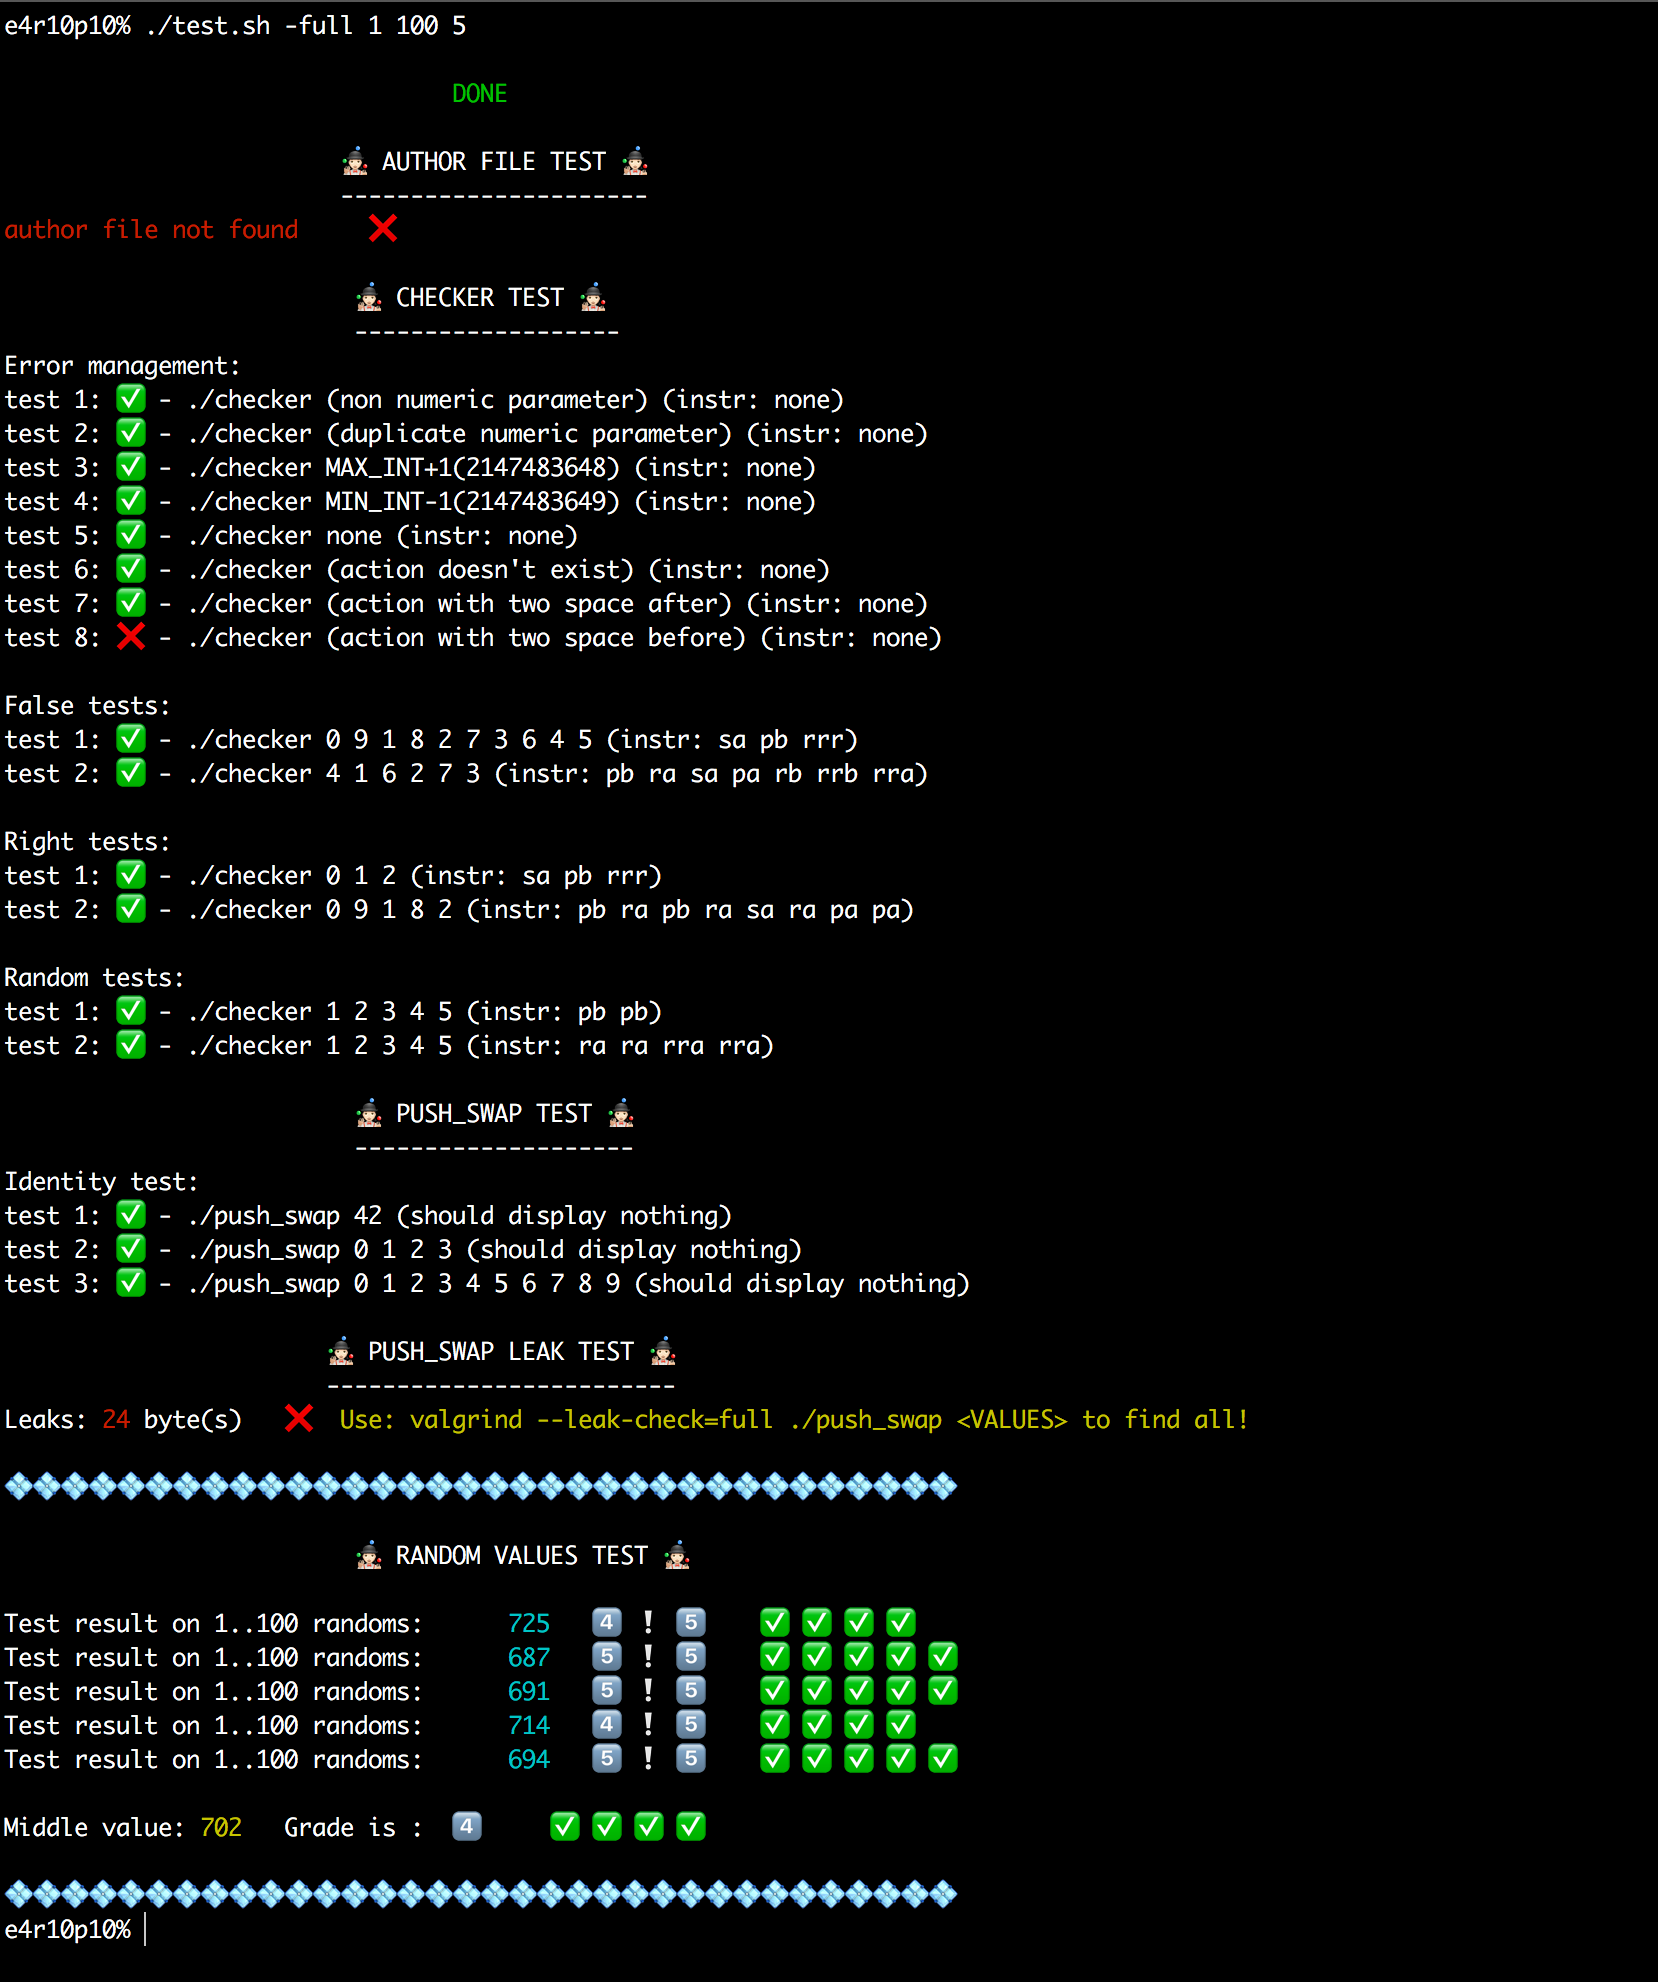 e4r10p10% ./test.sh -full 1 100 5
DONE
AUTHOR FILE TEST
----------------------
author file not found ❌
CHECKER TEST
-------------------
Error management:
test 1: ✅ - ./checker (non numeric parameter) (instr: none)
test 2: ✅ - ./checker (duplicate numeric parameter) (instr: none)
test 3: ✅ - ./checker MAX_INT+1(2147483648) (instr: none)
test 4: ✅ - ./checker MIN_INT-1(2147483649) (instr: none)
test 5: ✅ - ./checker none (instr: none)
test 6: ✅ - ./checker (action doesn't exist) (instr: none)
test 7: ✅ - ./checker (action with two space after) (instr: none)
test 8: ❌ - ./checker (action with two space before) (instr: none)
False tests:
test 1: ✅ - ./checker 0 9 1 8 2 7 3 6 4 5 (instr: sa pb rrr)
test 2: ✅ - ./checker 4 1 6 2 7 3 (instr: pb ra sa pa rb rrb rra)
Right tests:
test 1: ✅ - ./checker 0 1 2 (instr: sa pb rrr)
test 2: ✅ - ./checker 0 9 1 8 2 (instr: pb ra pb ra sa ra pa pa)
Random tests:
test 1: ✅ - ./checker 1 2 3 4 5 (instr: pb pb)
test 2: ✅ - ./checker 1 2 3 4 5 (instr: ra ra rra rra)
PUSH_SWAP TEST
--------------------
Identity test:
test 1: ✅ - ./push_swap 42 (should display nothing)
test 2: ✅ - ./push_swap 0 1 2 3 (should display nothing)
test 3: ✅ - ./push_swap 0 1 2 3 4 5 6 7 8 9 (should display nothing)
PUSH_SWAP LEAK TEST
-------------------------
Leaks: 24 byte(s) ❌ Use: valgrind --leak-check=full ./push_swap <VALUES> to find all!
RANDOM VALUES TEST
Test result on 1..100 randoms: 725 4 ! 5 ✅ ✅ ✅ ✅
Test result on 1..100 randoms: 687 5 ! 5 ✅ ✅ ✅ ✅ ✅
Test result on 1..100 randoms: 691 5 ! 5 ✅ ✅ ✅ ✅ ✅
Test result on 1..100 randoms: 714 4 ! 5 ✅ ✅ ✅ ✅
Test result on 1..100 randoms: 694 5 ! 5 ✅ ✅ ✅ ✅ ✅
Middle value: 702 Grade is : 4 ✅ ✅ ✅ ✅
e4r10p10%